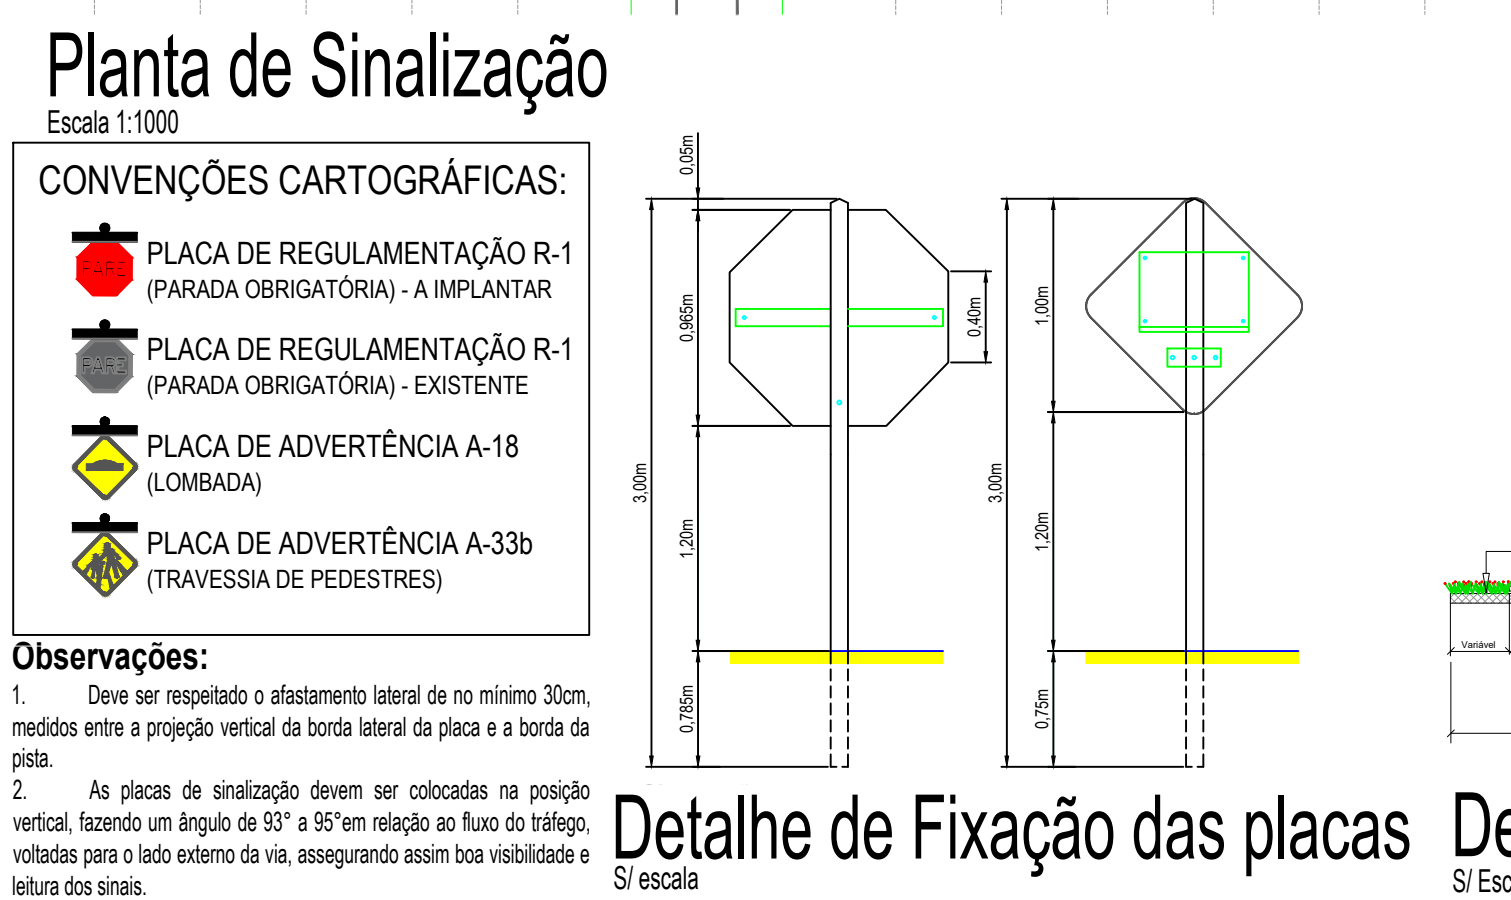 Planta de Sinalização
Escala 1:1000
CONVENÇÕES CARTOGRÁFICAS:
PARE
PLACA DE REGULAMENTAÇÃO R-1
(PARADA OBRIGATÓRIA) - A IMPLANTAR
PARE
PLACA DE REGULAMENTAÇÃO R-1
(PARADA OBRIGATÓRIA) - EXISTENTE
PLACA DE ADVERTÊNCIA A-18
(LOMBADA)
PLACA DE ADVERTÊNCIA A-33b
(TRAVESSIA DE PEDESTRES)
Observações:
1. Deve ser respeitado o afastamento lateral de no mínimo 30cm,
medidos entre a projeção vertical da borda lateral da placa e a borda da
pista.
2. As placas de sinalização devem ser colocadas na posição
vertical, fazendo um ângulo de 93° a 95°em relação ao fluxo do tráfego,
voltadas para o lado externo da via, assegurando assim boa visibilidade e
leitura dos sinais.
0,05m
0,965m
0,40m
3,00m
1,20m
0,785m
1,00m
3,00m
1,20m
0,75m
Detalhe de Fixação das placas
S/ escala
Variável
De
S/ Esc